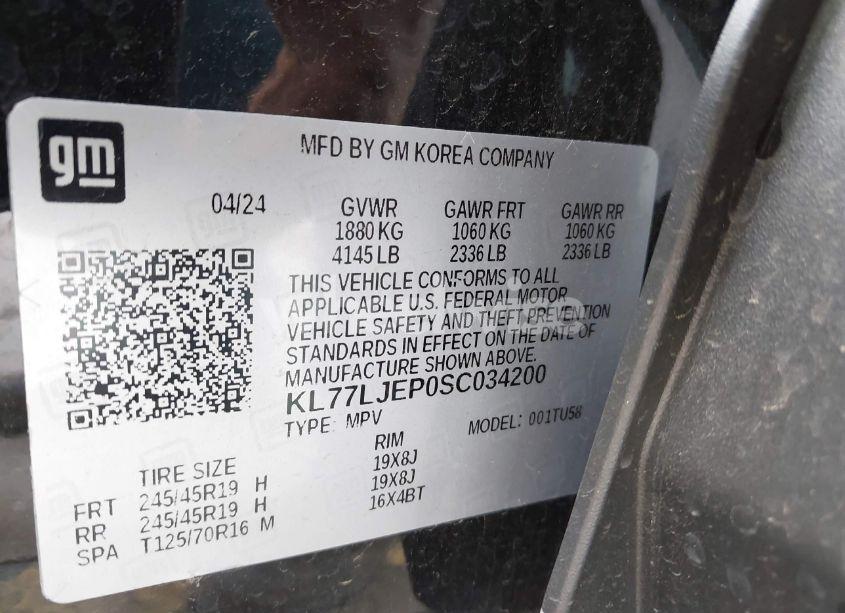 gm
MFD BY GM KOREA COMPANY
04/24 GVWR GAWR FRT GAWR RR
1880 KG 1060 KG 1060 KG
4145 LB 2336 LB 2336 LB
THIS VEHICLE CONFORMS TO ALL
APPLICABLE U.S. FEDERAL MOTOR
VEHICLE SAFETY AND THEFT PREVENTION
STANDARDS IN EFFECT ON THE DATE OF
MANUFACTURE SHOWN ABOVE.
KL77LJEP0SC034200
TYPE: MPV MODEL: 001TU58
TIRE SIZE RIM
FRT 245/45R19 H 19X8J
RR 245/45R19 H 19X8J
SPA T125/70R16 M 16X4BT